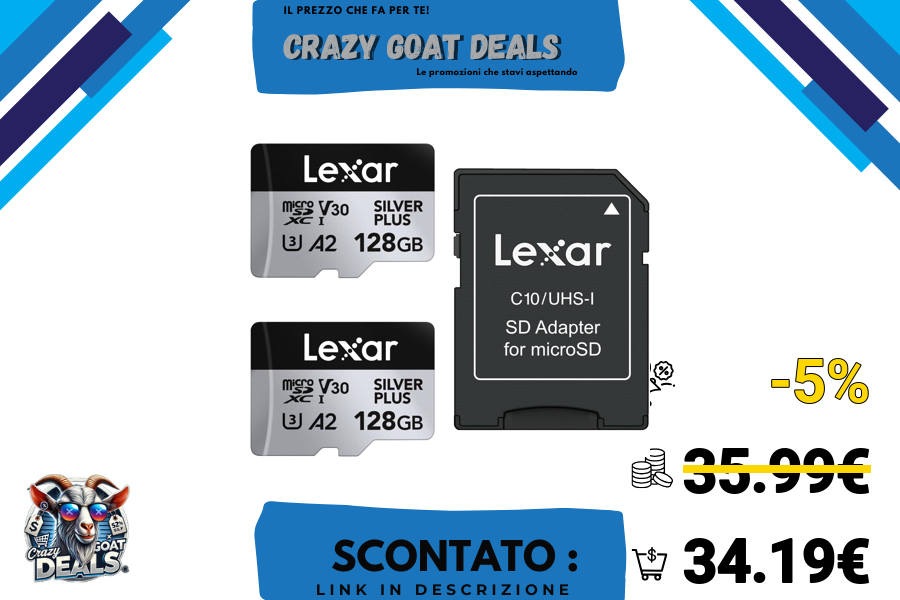 IL PREZZO CHE FA PER TE!
CRAZY GOAT DEALS
Le promozioni che stavi aspettando
Lexar
micro SD XC I V30 SILVER PLUS
U3 A2 128GB
Lexar
C10/UHS-I
SD Adapter
for microSD
Lexar
micro SD XC I V30 SILVER PLUS
U3 A2 128GB
-5%
35.99€
34.19€
SCONTATO :
LINK IN DESCRIZIONE
Crazy
GOAT
DEALS